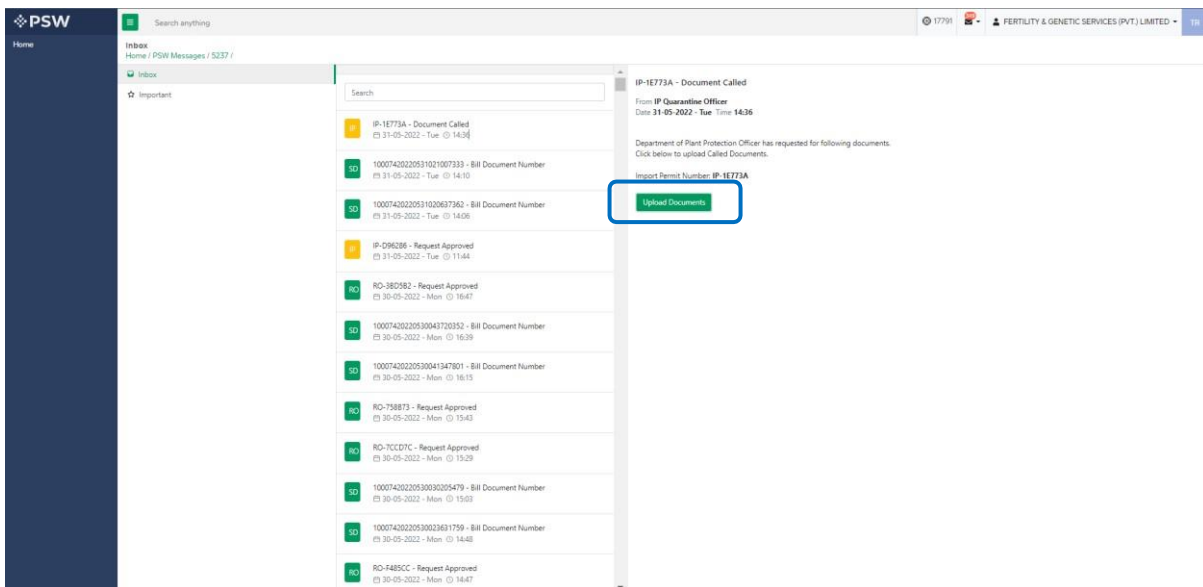 PSW
Search anything
17791
FERTILITY & GENETIC SERVICES (PVT.) LIMITED
TR
Home
Inbox
Home / PSW Messages / 5237 /
Inbox
Important
Search
IP
IP-1E773A - Document Called
31-05-2022 - Tue 14:36
SD
10007420220531021007333 - Bill Document Number
31-05-2022 - Tue 14:10
SD
10007420220531020637362 - Bill Document Number
31-05-2022 - Tue 14:06
IP
IP-D96286 - Request Approved
31-05-2022 - Tue 11:44
RO
RO-3BD5B2 - Request Approved
30-05-2022 - Mon 16:47
SD
10007420220530043720352 - Bill Document Number
30-05-2022 - Mon 16:39
SD
10007420220530041347801 - Bill Document Number
30-05-2022 - Mon 16:15
RO
RO-758873 - Request Approved
30-05-2022 - Mon 15:43
RO
RO-7CCD7C - Request Approved
30-05-2022 - Mon 15:29
SD
10007420220530030205479 - Bill Document Number
30-05-2022 - Mon 15:03
SD
10007420220530023631759 - Bill Document Number
30-05-2022 - Mon 14:48
RO
RO-F485CC - Request Approved
30-05-2022 - Mon 14:47
IP-1E773A - Document Called
From IP Quarantine Officer
Date 31-05-2022 - Tue Time 14:36
Department of Plant Protection Officer has requested for following documents.
Click below to upload Called Documents.
Import Permit Number: IP-1E773A
Upload Documents